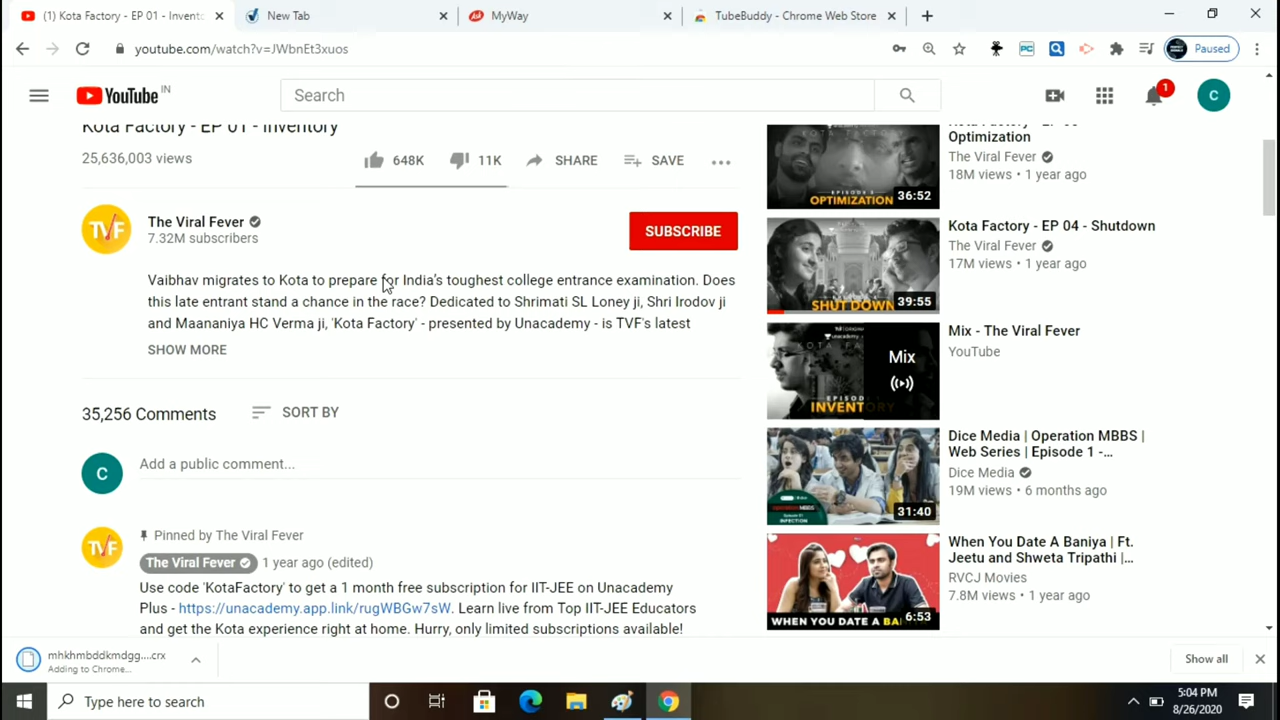 (1) Kota Factory - EP 01 - Invento
New Tab
MyWay
TubeBuddy - Chrome Web Store
youtube.com/watch?v=JWbnEt3xuos
PC
Paused
YouTube IN
Search
1
C
Kota Factory - EP 01 - Inventory
25,636,003 views
648K
11K
SHARE
SAVE
TVF
The Viral Fever
7.32M subscribers
SUBSCRIBE
Vaibhav migrates to Kota to prepare for India's toughest college entrance examination. Does
this late entrant stand a chance in the race? Dedicated to Shrimati SL Loney ji, Shri Irodov ji
and Maananiya HC Verma ji, 'Kota Factory' - presented by Unacademy - is TVF's latest
SHOW MORE
35,256 Comments
SORT BY
C
Add a public comment...
Pinned by The Viral Fever
TVF
The Viral Fever
1 year ago (edited)
Use code 'KotaFactory' to get a 1 month free subscription for IIT-JEE on Unacademy
Plus - https://unacademy.app.link/rugWBGw7sW. Learn live from Top IIT-JEE Educators
and get the Kota experience right at home. Hurry, only limited subscriptions available!
OPTIMIZATION
36:52
Optimization
The Viral Fever
18M views • 1 year ago
SHUT DOWN
39:55
Kota Factory - EP 04 - Shutdown
The Viral Fever
17M views • 1 year ago
Mix
INVENTORY
Mix - The Viral Fever
YouTube
31:40
Dice Media | Operation MBBS |
Web Series | Episode 1 -...
Dice Media
19M views • 6 months ago
WHEN YOU DATE A BA
6:53
When You Date A Baniya | Ft.
Jeetu and Shweta Tripathi |...
RVCJ Movies
7.8M views • 1 year ago
mhkhmbddkmdgg....crx
Adding to Chrome...
Show all
Type here to search
5:04 PM
8/26/2020